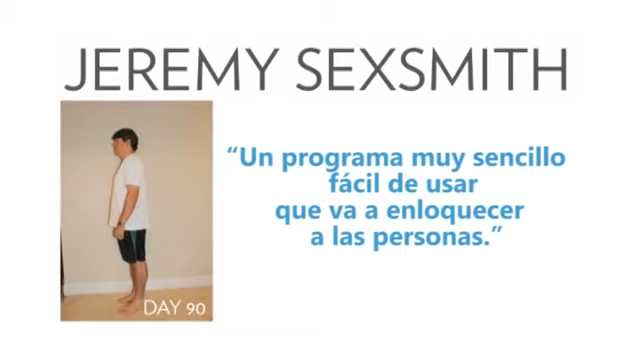 JEREMY SEXSMITH
“Un programa muy sencillo
fácil de usar
que va a enloquecer
a las personas.”
DAY 90